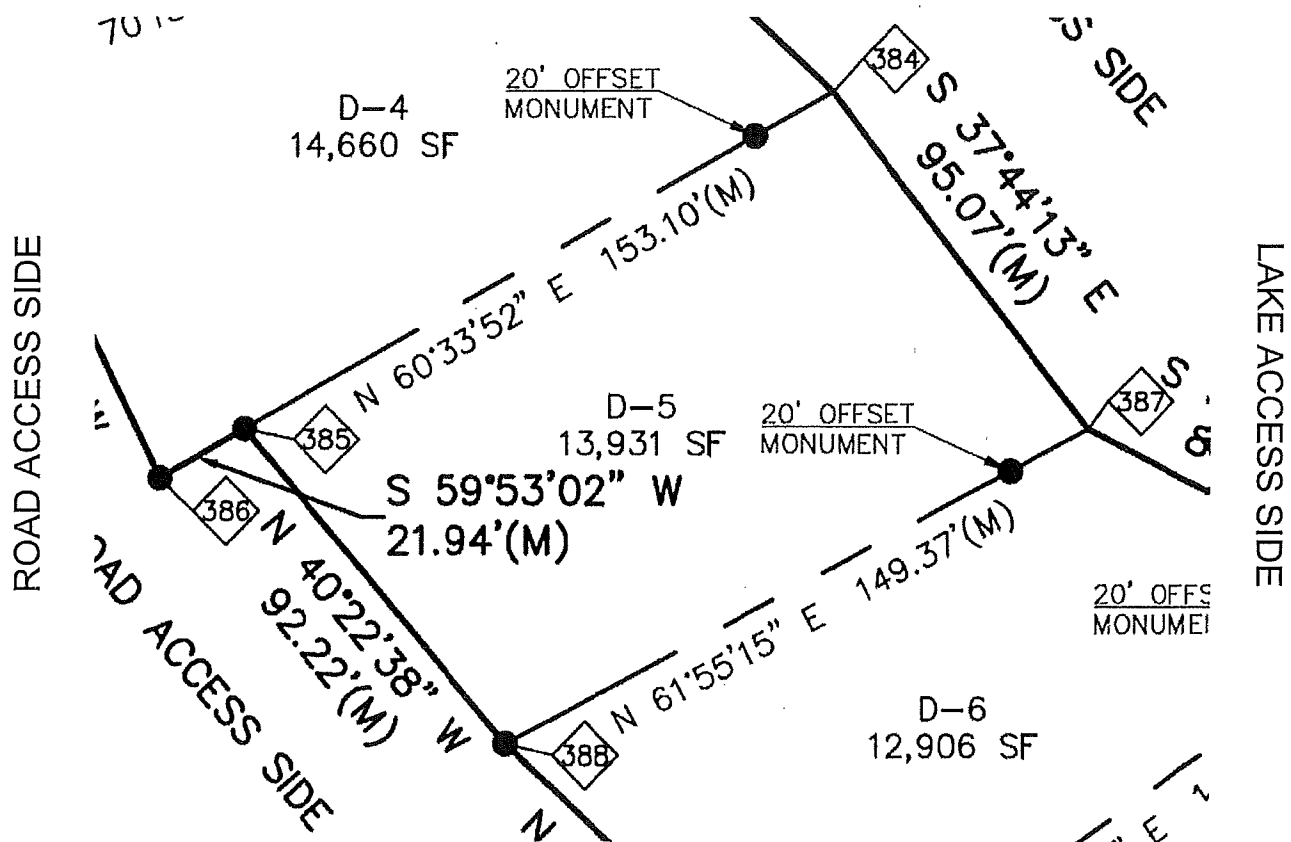 D-4
14,660 SF
20' OFFSET
MONUMENT
384
SIDE
S 37°44'13" E
95.07'(M)
153.10'(M)
N 60°33'52" E
ROAD ACCESS SIDE
LAKE ACCESS SIDE
385
D-5
13,931 SF
20' OFFSET
MONUMENT
387
S
386
S 59°53'02" W
21.94'(M)
N 40°22'38" W
92.22'(M)
149.37'(M)
N 61°55'15" E
20' OFFS
MONUME
ACCESS SIDE
D-6
12,906 SF
388
N
E